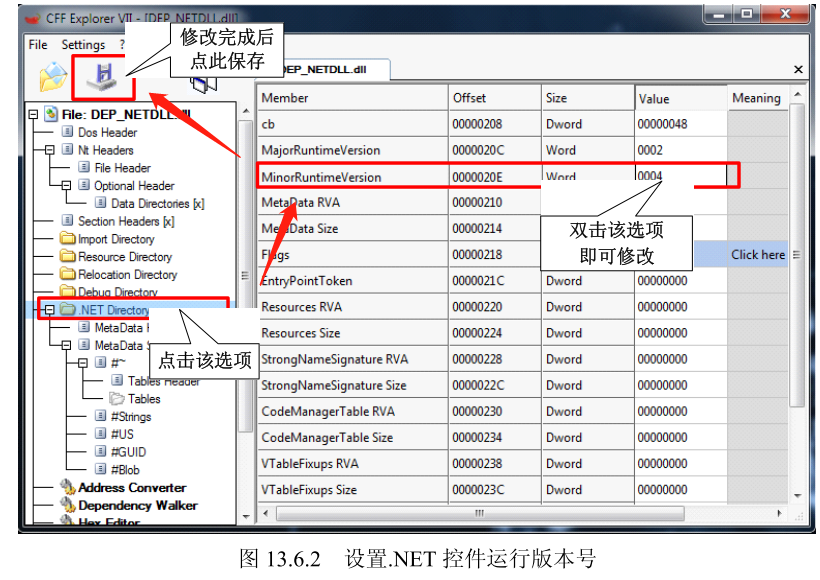 CFF Explorer VII - [DEP_NETDLL.dll]
File Settings ?
修改完成后
点此保存
DEP_NETDLL.dll
File: DEP_NETDLL.dll
Dos Header
Nt Headers
File Header
Optional Header
Data Directories [x]
Section Headers [x]
Import Directory
Resource Directory
Relocation Directory
Debug Directory
.NET Directory
MetaData
MetaData
#~
Tables Header
Tables
#Strings
#US
#GUID
#Blob
Address Converter
Dependency Walker
Hex Editor
点击该选项
Member Offset Size Value Meaning
cb 00000208 Dword 00000048
MajorRuntimeVersion 0000020C Word 0002
MinorRuntimeVersion 0000020E Word 0004
MetaData RVA 00000210
MetaData Size 00000214
Flags 00000218 Click here
EntryPointToken 0000021C Dword 00000000
Resources RVA 00000220 Dword 00000000
Resources Size 00000224 Dword 00000000
StrongNameSignature RVA 00000228 Dword 00000000
StrongNameSignature Size 0000022C Dword 00000000
CodeManagerTable RVA 00000230 Dword 00000000
CodeManagerTable Size 00000234 Dword 00000000
VTableFixups RVA 00000238 Dword 00000000
VTableFixups Size 0000023C Dword 00000000
双击该选项
即可修改
图 13.6.2 设置.NET 控件运行版本号